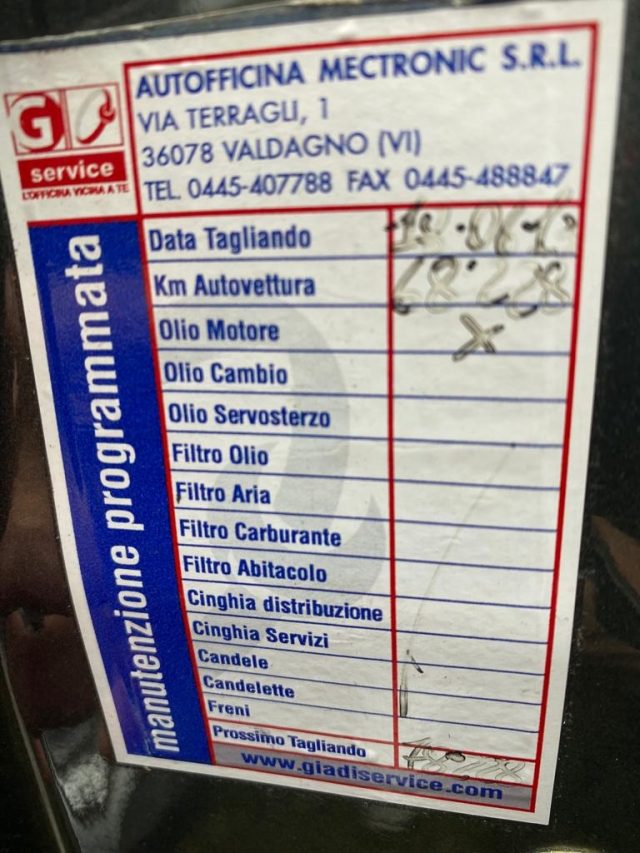 AUTOFFICINA MECTRONIC S.R.L.
VIA TERRAGLI, 1
36078 VALDAGNO (VI)
TEL. 0445-407788 FAX 0445-488847
G
service
L'OFFICINA VICINA A TE
manutenzione programmata
Data Tagliando
Km Autovettura
Olio Motore X
Olio Cambio
Olio Servosterzo
Filtro Olio
Filtro Aria
Filtro Carburante
Filtro Abitacolo
Cinghia distribuzione
Cinghia Servizi
Candele
Candelette
Freni
Prossimo Tagliando
www.giadiservice.com